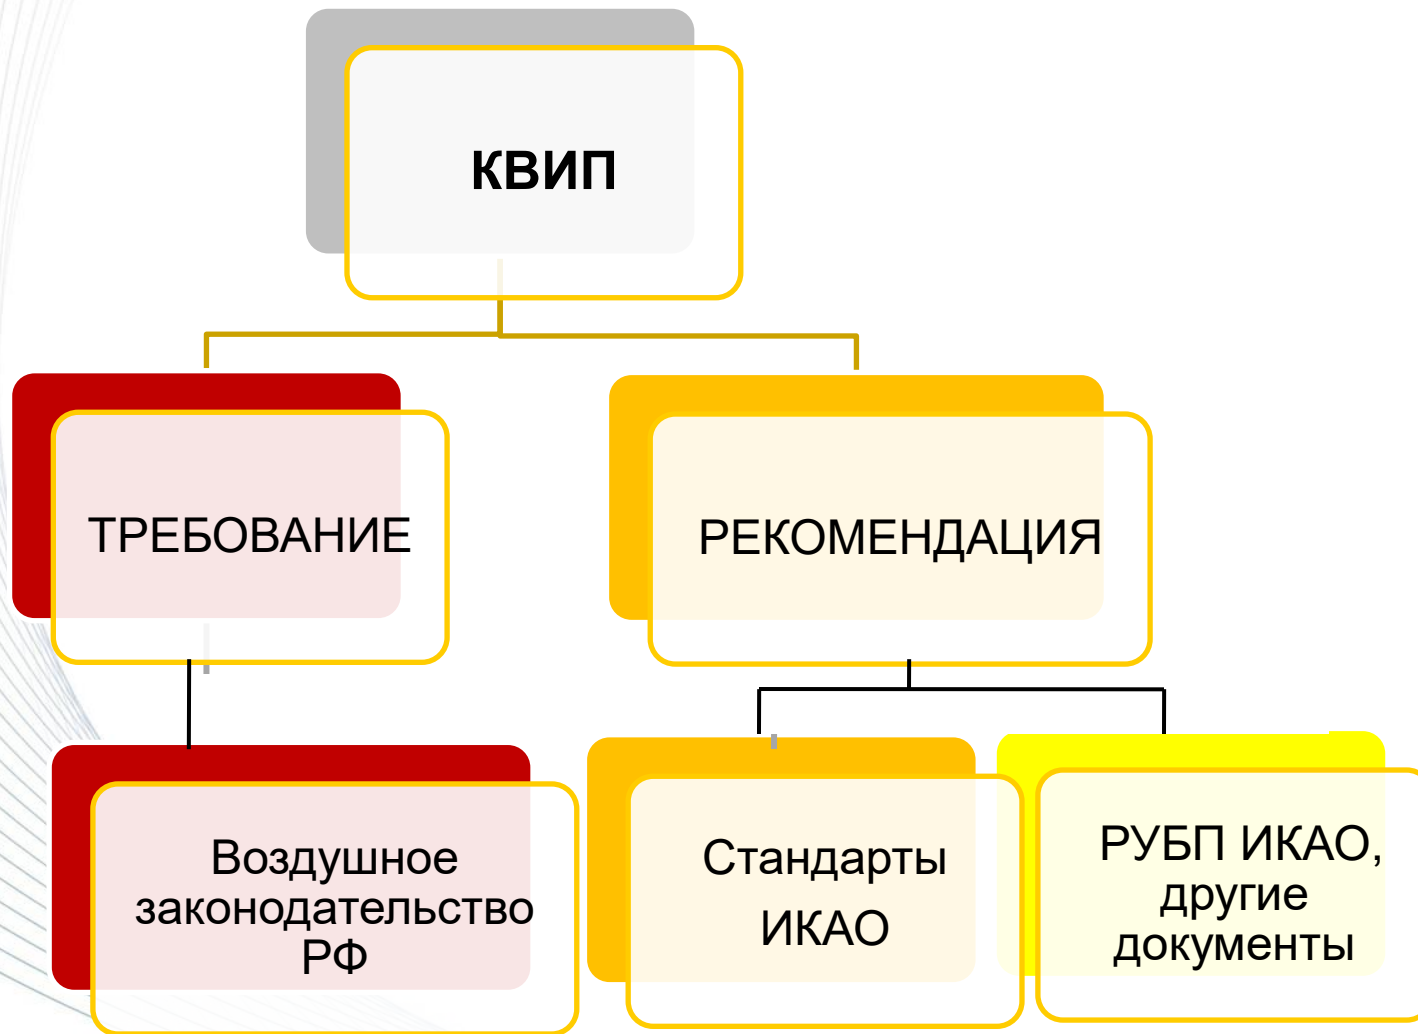 КВИП
ТРЕБОВАНИЕ
РЕКОМЕНДАЦИЯ
Воздушное
законодательство
РФ
Стандарты
ИКАО
РУБП ИКАО,
другие
документы